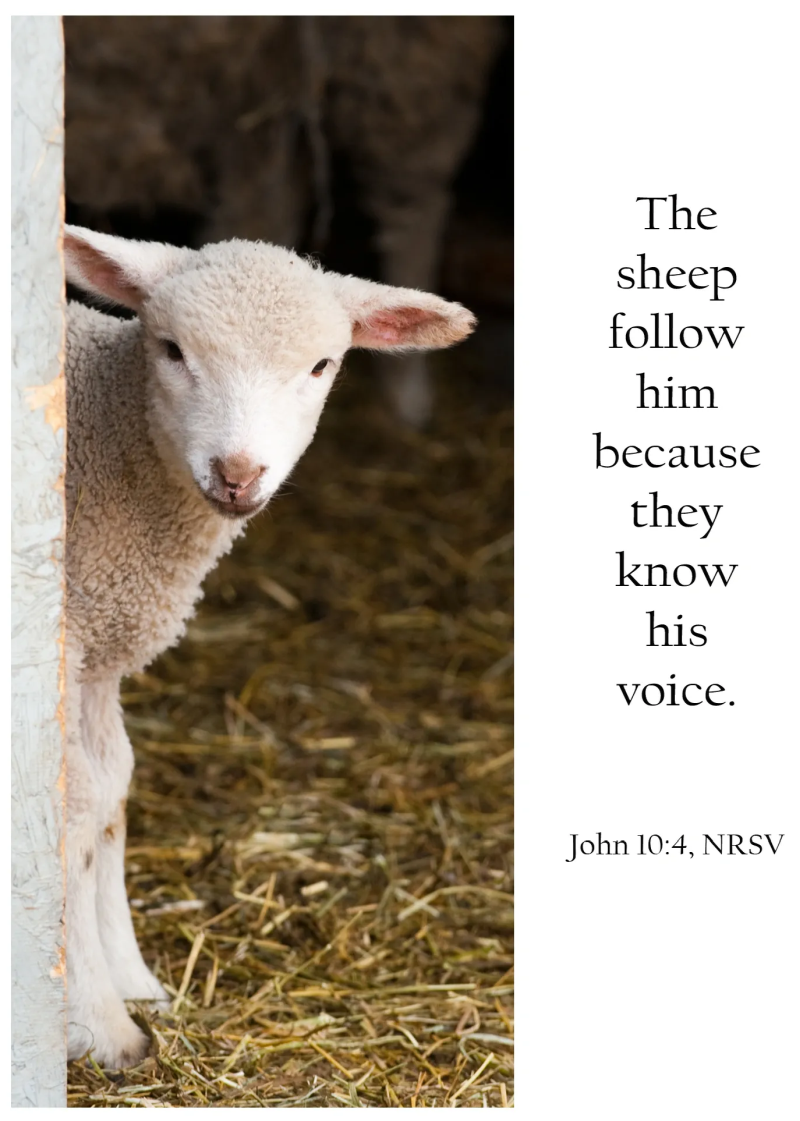 The
sheep
follow
him
because
they
know
his
voice.
John 10:4, NRSV